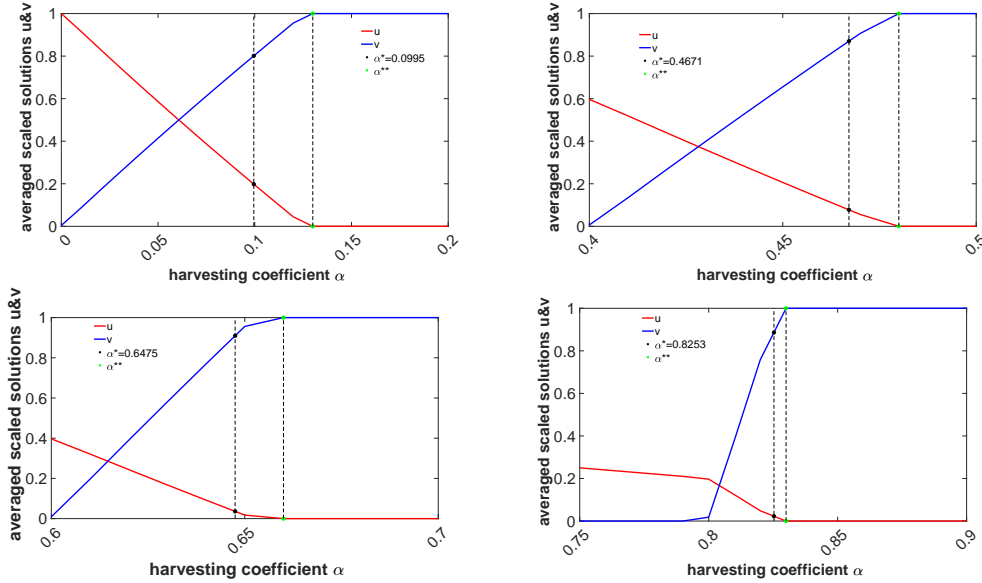 averaged scaled solutions u&v
1
0.8
0.6
0.4
0.2
0
u
v
α*=0.0995
α**
0
0.05
0.1
0.15
0.2
harvesting coefficient α
averaged scaled solutions u&v
1
0.8
0.6
0.4
0.2
0
u
v
α*=0.4671
α**
0.4
0.45
0.5
harvesting coefficient α
averaged scaled solutions u&v
1
0.8
0.6
0.4
0.2
0
u
v
α*=0.6475
α**
0.6
0.65
0.7
harvesting coefficient α
averaged scaled solutions u&v
1
0.8
0.6
0.4
0.2
0
u
v
α*=0.8253
α**
0.75
0.8
0.85
0.9
harvesting coefficient α